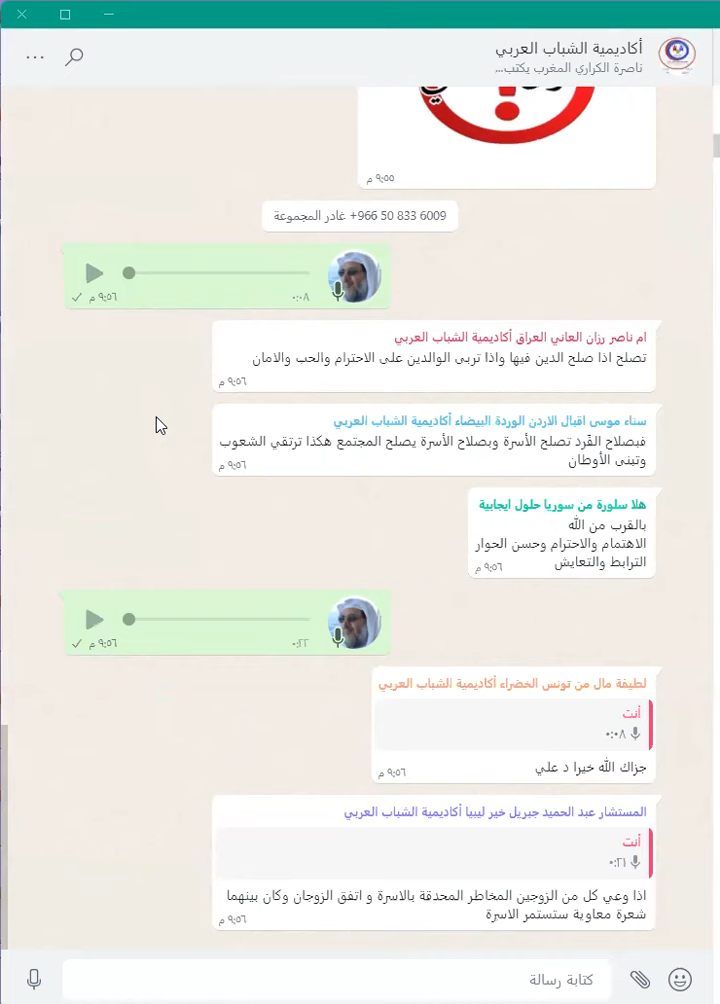 أكاديمية الشباب العربي
ناصرة الكراري المغرب يكتب...
٩:٥٥ م
+966 50 833 6009 غادر المجموعة
٠:٠٨
٩:٥٦ م
ام ناصر رزان العاني العراق أكاديمية الشباب العربي
تصلح اذا صلح الدين فيها واذا تربى الوالدين على الاحترام والحب والامان
٩:٥٦ م
سناء موسى اقبال الاردن الوردة البيضاء أكاديمية الشباب العربي
فبصلاح الفرد تصلح الأسرة وبصلاح الأسرة يصلح المجتمع هكذا ترتقي الشعوب
وتبنى الأوطان
٩:٥٦ م
هلا سلورة من سوريا حلول ايجابية
بالقرب من الله
الاهتمام والاحترام وحسن الحوار
الترابط والتعايش
٩:٥٦ م
٠:٢٢
٩:٥٦ م
لطيفة مال من تونس الخضراء أكاديمية الشباب العربي
أنت
٠:٠٨
جزاك الله خيرا د علي
٩:٥٦ م
المستشار عبد الحميد جبريل خير ليبيا أكاديمية الشباب العربي
أنت
٠:٢١
اذا وعي كل من الزوجين المخاطر المحدقة بالاسرة و اتفق الزوجان وكان بينهما
شعرة معاوية ستستمر الاسرة
٩:٥٦ م
كتابة رسالة